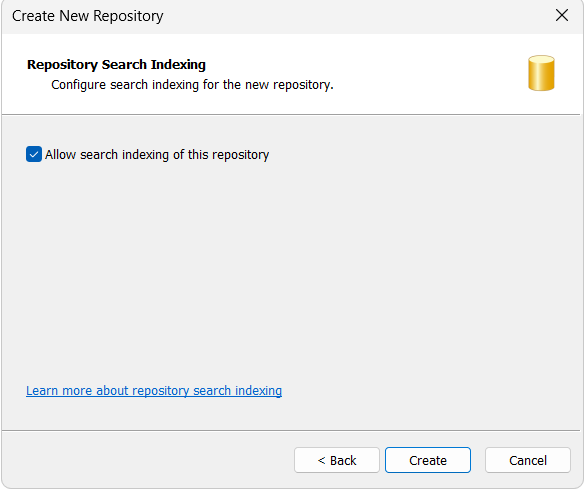 Create New Repository
Repository Search Indexing
Configure search indexing for the new repository.
Allow search indexing of this repository
Learn more about repository search indexing
< Back
Create
Cancel